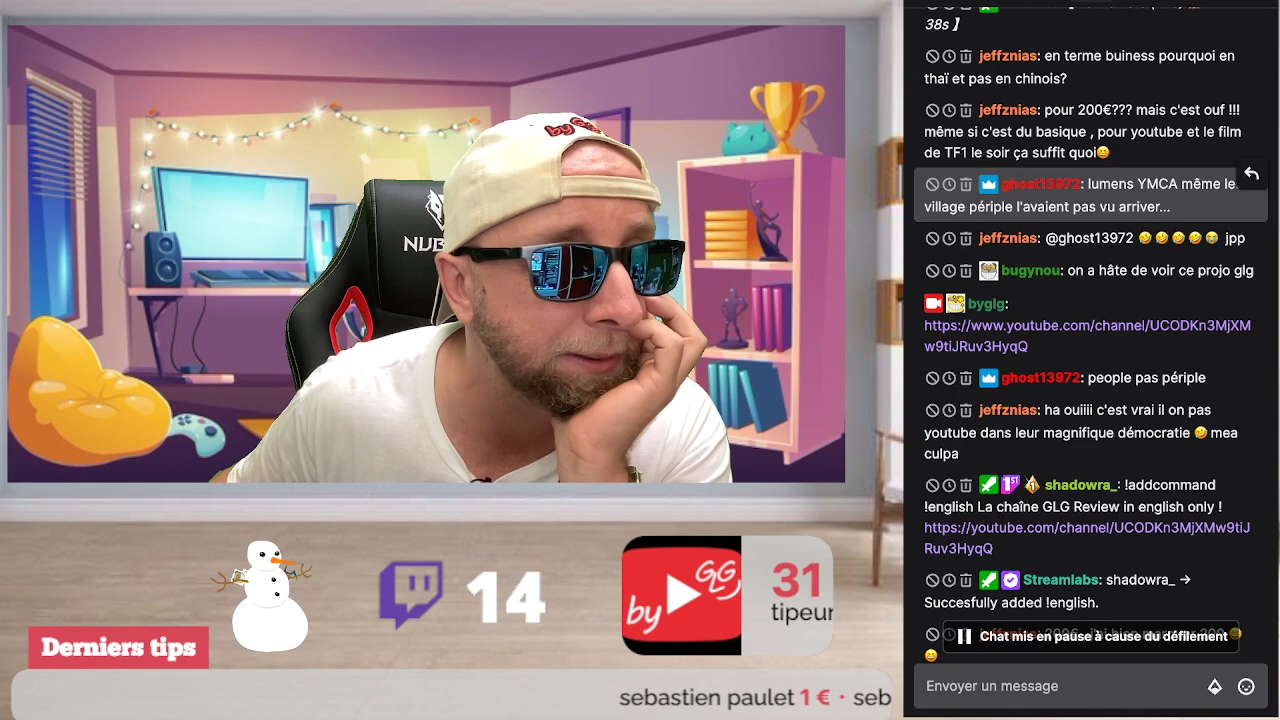 by GLG
NUB
38s 】
jeffznias: en terme buiness pourquoi en
thaï et pas en chinois?
jeffznias: pour 200€??? mais c'est ouf !!!
même si c'est du basique , pour youtube et le film
de TF1 le soir ça suffit quoi😄
ghost13972: lumens YMCA même le
village périple l'avaient pas vu arriver...
jeffznias: @ghost13972 🤣🤣🤣🤣😭 jpp
bugynou: on a hâte de voir ce projo glg
byglg:
https://www.youtube.com/channel/UCODKn3MjXM
w9tiJRuv3HyqQ
ghost13972: people pas périple
jeffznias: ha ouiiii c'est vrai il on pas
youtube dans leur magnifique démocratie 🤣 mea
culpa
shadowra_: !addcommand
!english La chaîne GLG Review in english only !
https://youtube.com/channel/UCODKn3MjXMw9tiJ
Ruv3HyqQ
Streamlabs: shadowra_ →
Succesfully added !english.
Chat mis en pause à cause du défilement
Envoyer un message
14
by GLG
31
tipeur
Derniers tips
sebastien paulet 1 € · seb